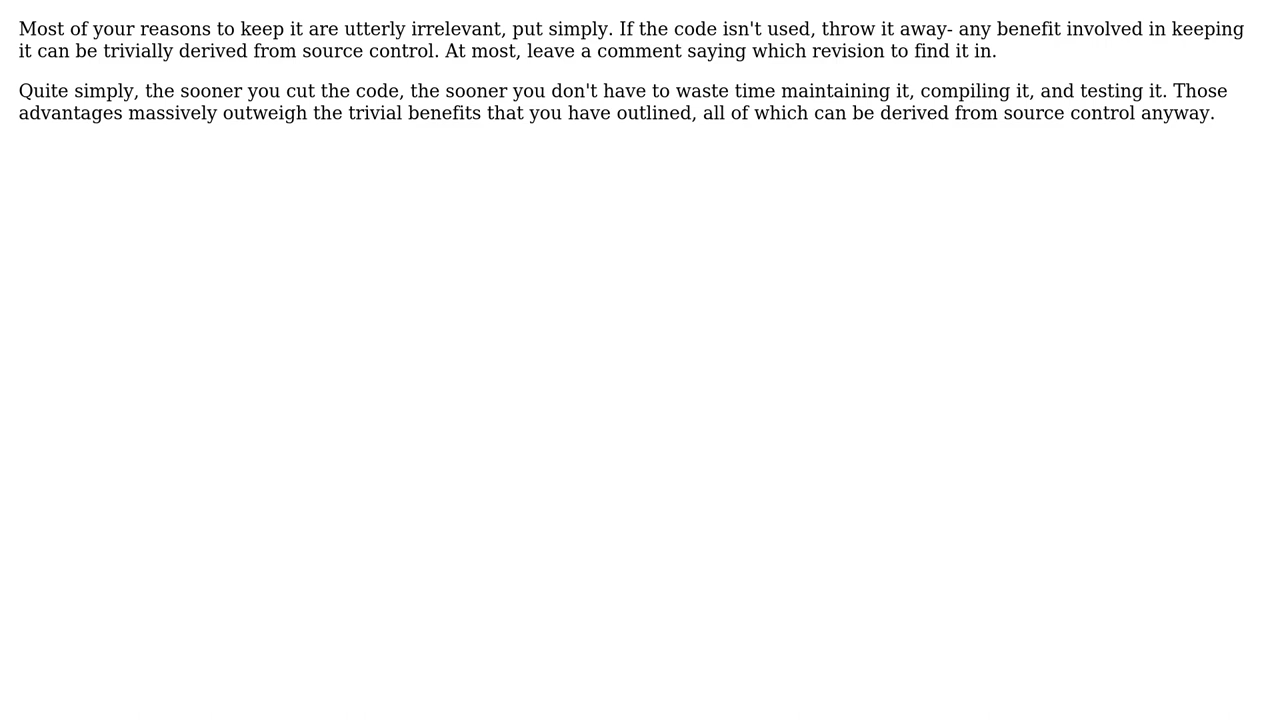 Most of your reasons to keep it are utterly irrelevant, put simply. If the code isn't used, throw it away- any benefit involved in keeping
it can be trivially derived from source control. At most, leave a comment saying which revision to find it in.
Quite simply, the sooner you cut the code, the sooner you don't have to waste time maintaining it, compiling it, and testing it. Those
advantages massively outweigh the trivial benefits that you have outlined, all of which can be derived from source control anyway.